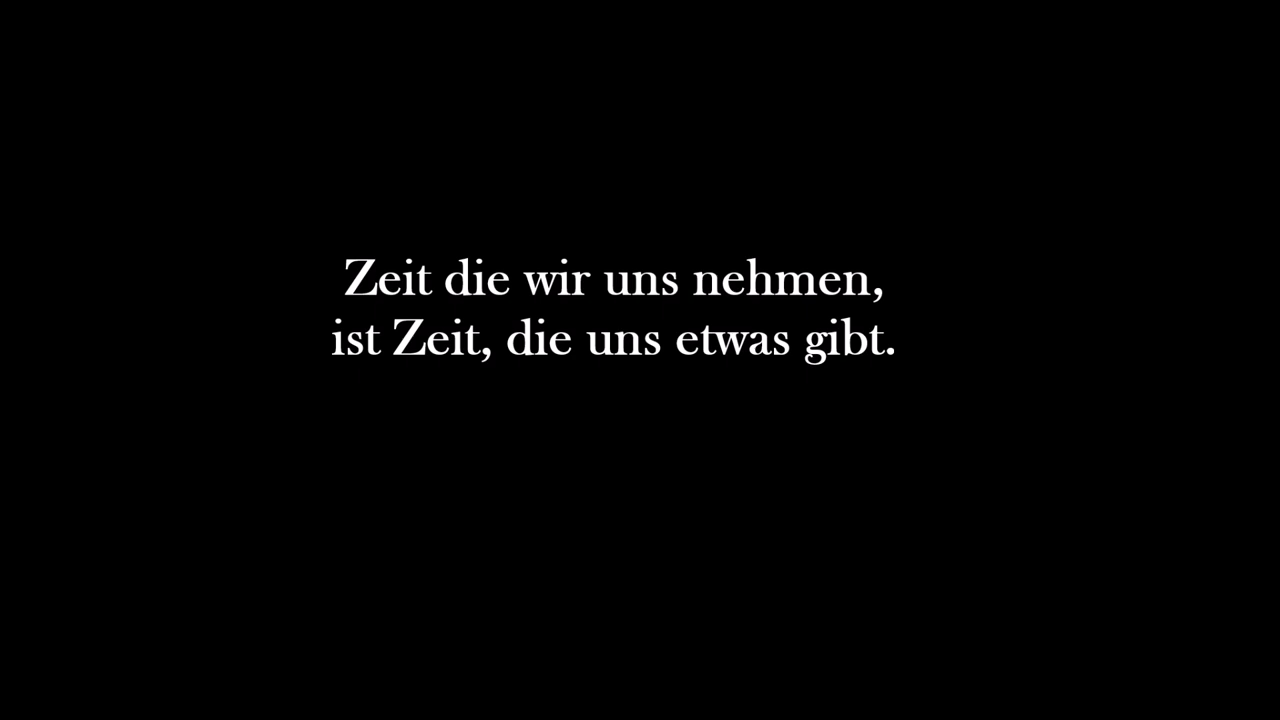 Zeit die wir uns nehmen,
ist Zeit, die uns etwas gibt.